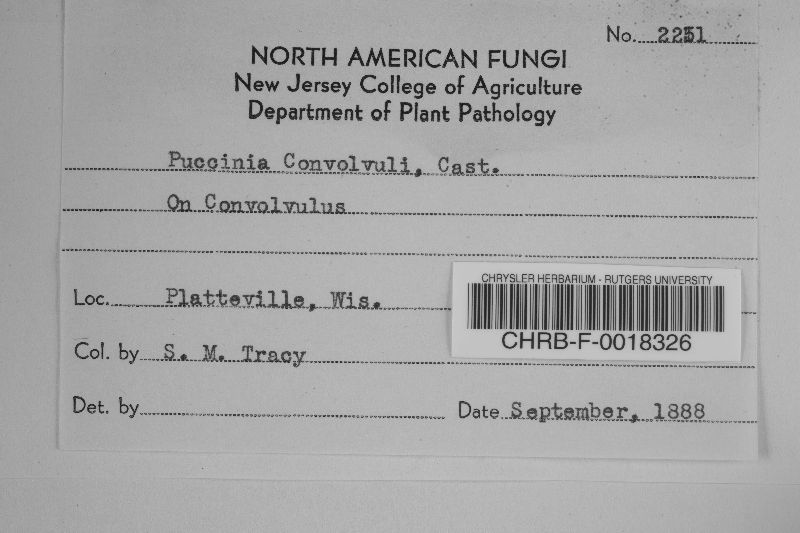 No. 2251
NORTH AMERICAN FUNGI
New Jersey College of Agriculture
Department of Plant Pathology
Puccinia Convolvuli, Cast.
On Convolvulus
Loc. Platteville, Wis.
CHRYSLER HERBARIUM - RUTGERS UNIVERSITY
CHRB-F-0018326
Col. by S. M. Tracy
Det. by
Date September, 1888